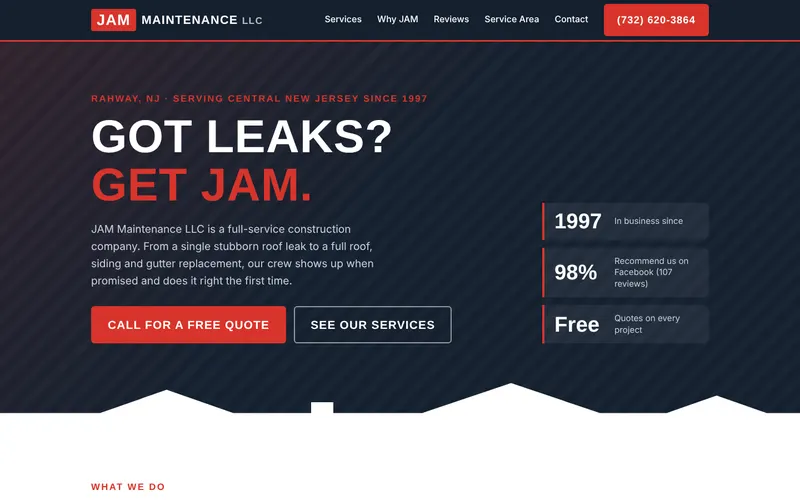 JAM MAINTENANCE LLC
Services
Why JAM
Reviews
Service Area
Contact
(732) 620-3864
RAHWAY, NJ · SERVING CENTRAL NEW JERSEY SINCE 1997
GOT LEAKS?
GET JAM.
JAM Maintenance LLC is a full-service construction
company. From a single stubborn roof leak to a full roof,
siding and gutter replacement, our crew shows up when
promised and does it right the first time.
CALL FOR A FREE QUOTE
SEE OUR SERVICES
1997
In business since
98%
Recommend us on
Facebook (107
reviews)
Free
Quotes on every
project
WHAT WE DO